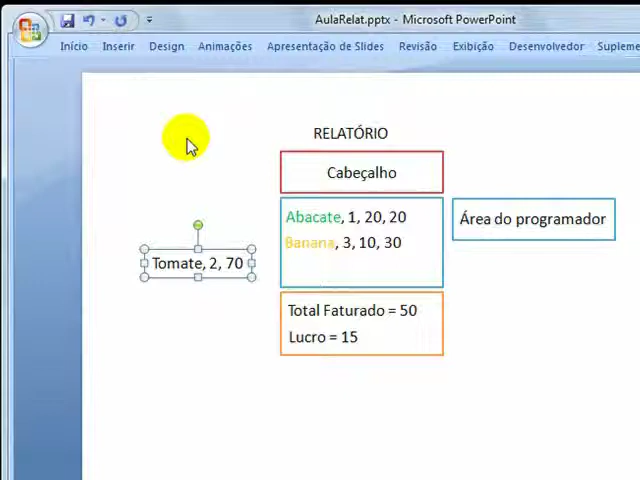 AulaRelat.pptx - Microsoft PowerPoint
Início Inserir Design Animações Apresentação de Slides Revisão Exibição Desenvolvedor Supleme
RELATÓRIO
Cabeçalho
Abacate, 1, 20, 20
Banana, 3, 10, 30
Área do programador
Tomate, 2, 70
Total Faturado = 50
Lucro = 15